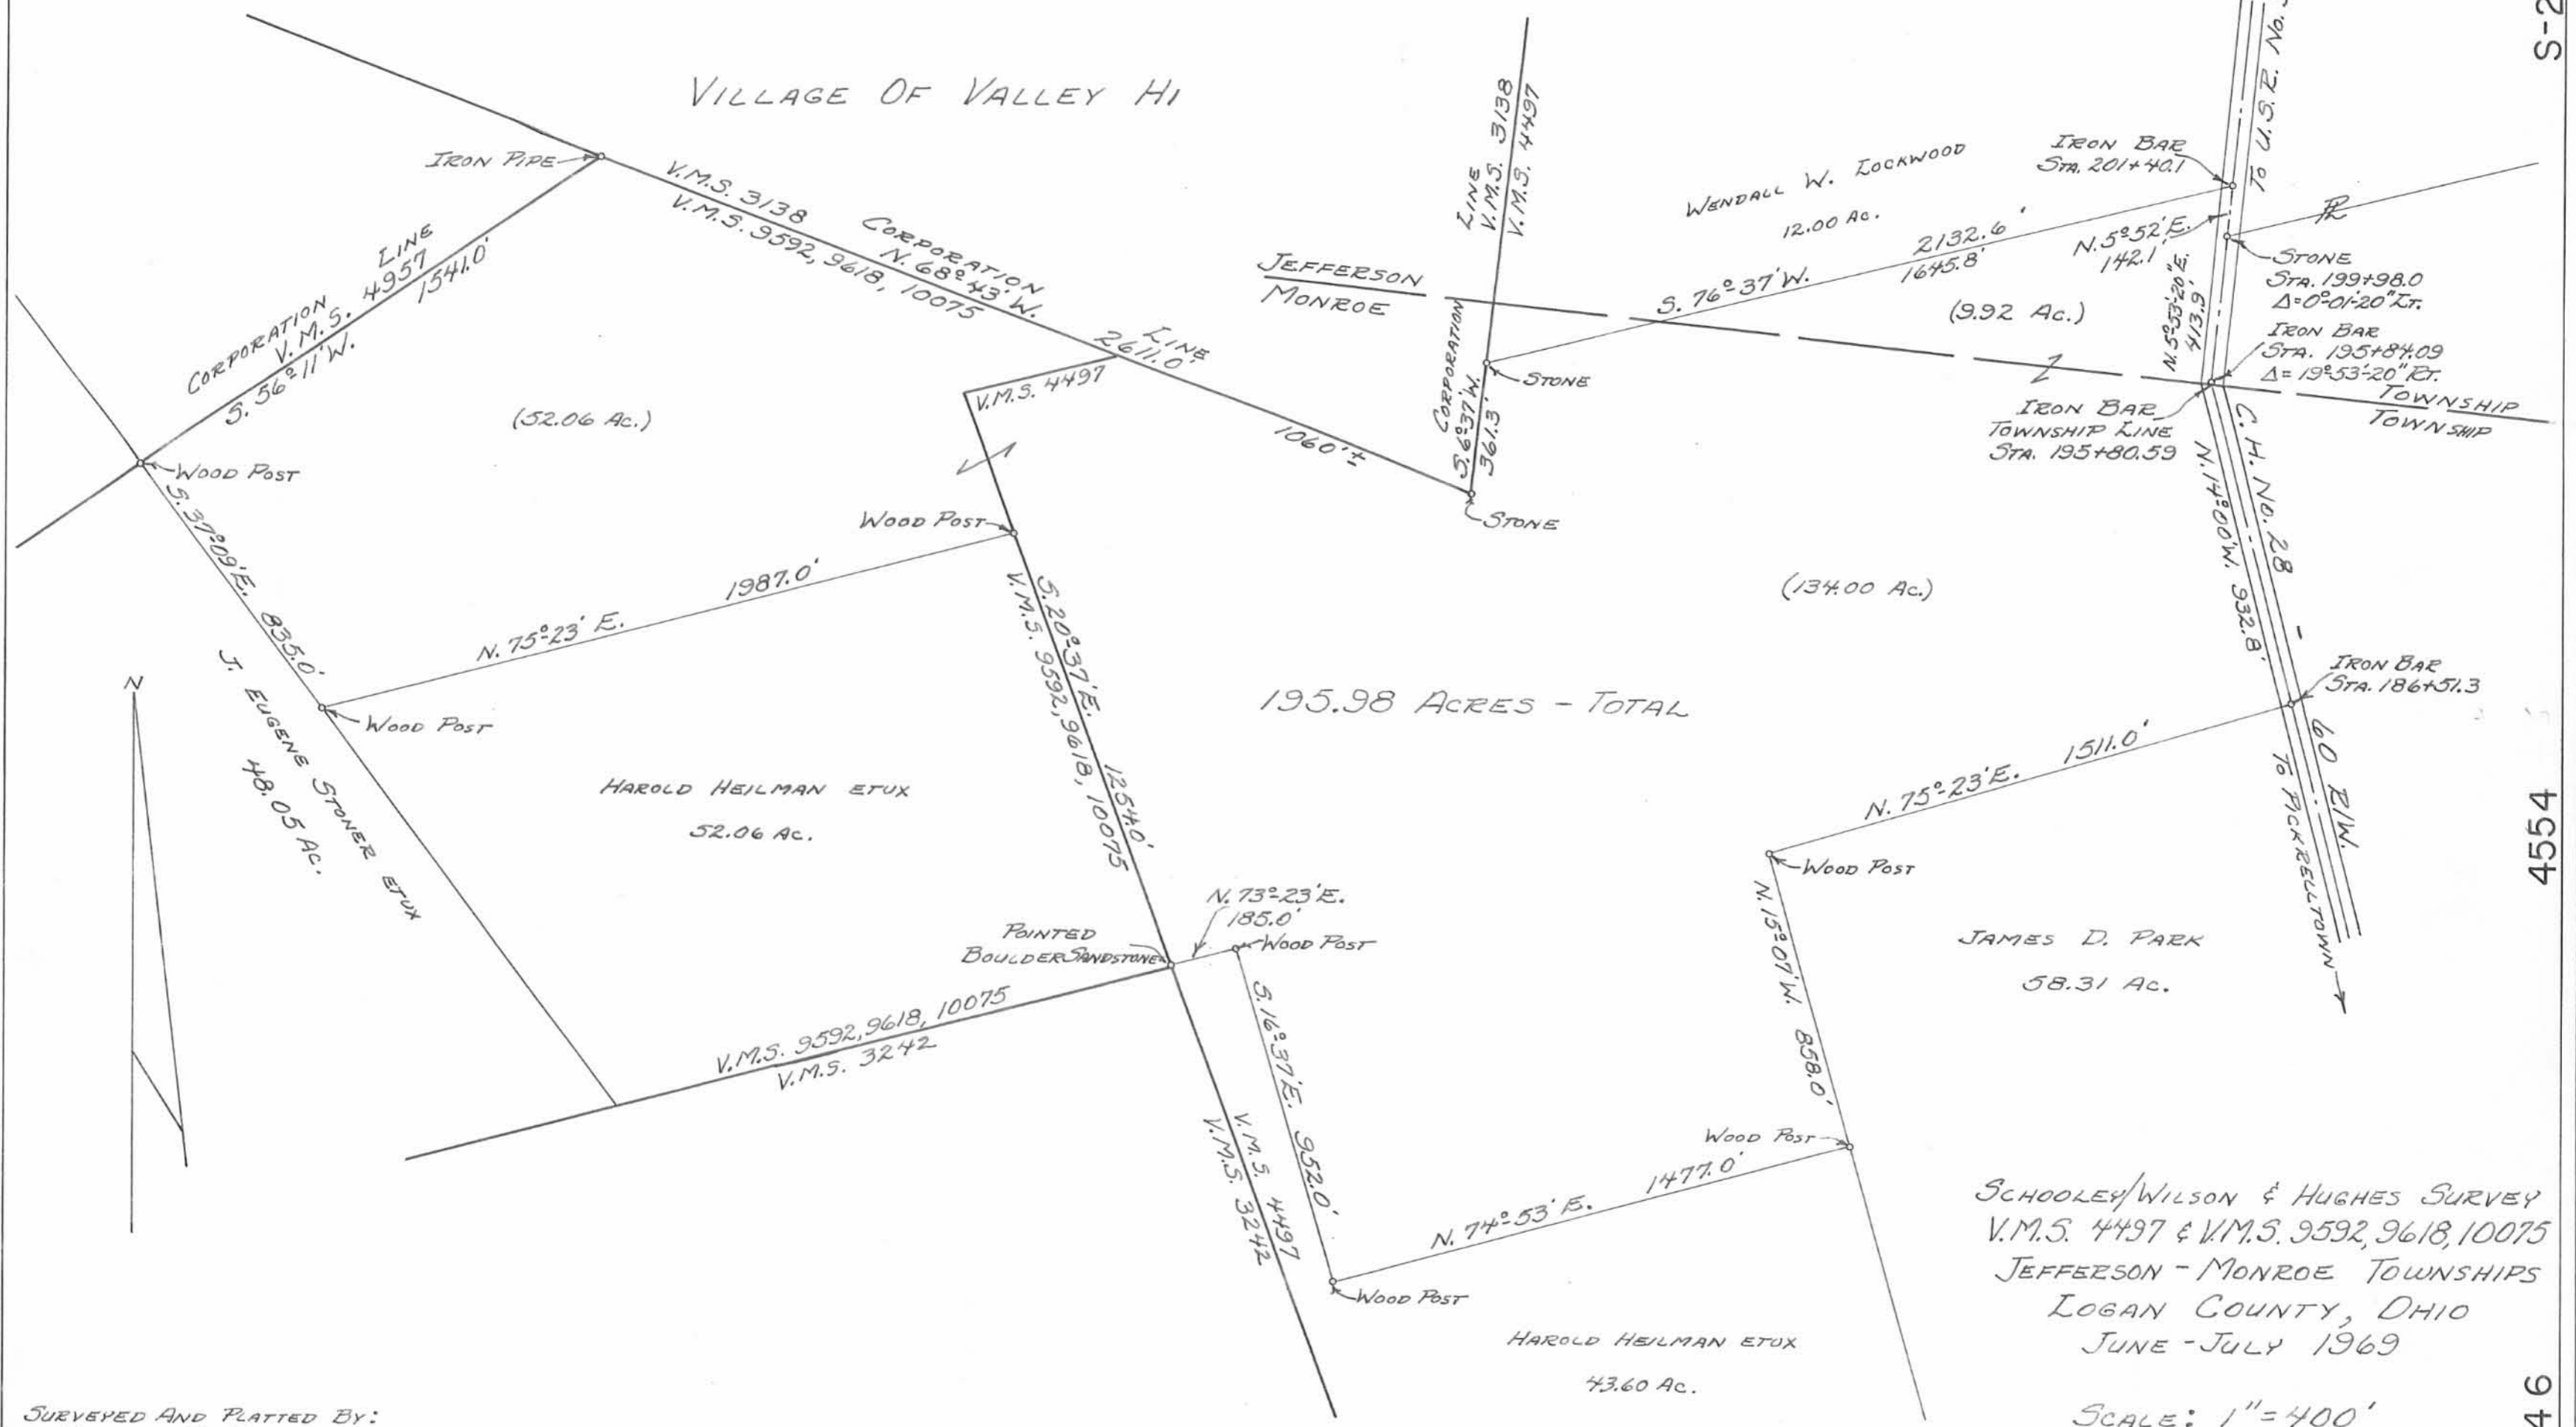 VILLAGE OF VALLEY HI
S-2
TO U.S.R. No.
IRON PIPE
V.M.S. 3138
V.M.S. 9592, 9618, 10075
CORPORATION
N. 68°-43' W.
LINE
2611.0'
1060'±
CORPORATION LINE
V.M.S. 4957
S. 56°-11' W. 1541.0'
(52.06 Ac.)
WOOD POST
V.M.S. 4497
LINE
V.M.S. 3138
V.M.S. 4497
CORPORATION
S. 6°-37' W.
361.3'
STONE
STONE
JEFFERSON
MONROE
WENDALL W. LOCKWOOD
12.00 Ac.
2132.6'
S. 76°-37' W. 1645.8'
(9.92 Ac.)
IRON BAR
STA. 201+40.1
N. 5°-52' E.
142.1'
PL
STONE
STA. 199+98.0
Δ=0°-01'-20" LT.
N. 5°-53'-20" E.
413.9'
IRON BAR
STA. 195+84.09
Δ=19°-53'-20" RT.
IRON BAR
TOWNSHIP LINE
STA. 195+80.59
TOWNSHIP
TOWNSHIP
C.H. No. 28 - 60 R/W.
N. 14°-00' W. 932.8'
IRON BAR
STA. 186+51.3
TO PICKRELLTOWN
S. 37°-09' E. 835.0'
WOOD POST
N. 75°-23' E. 1987.0'
WOOD POST
J. EUGENE STONER ETUX
48.05 Ac.
N
HAROLD HEILMAN ETUX
52.06 Ac.
S. 20°-37' E. 1254.0'
V.M.S. 9592, 9618, 10075
(134.00 Ac.)
195.98 ACRES - TOTAL
N. 75°-23' E. 1511.0'
WOOD POST
4554
N. 73°-23' E.
185.0'
WOOD POST
POINTED
BOULDER SANDSTONE
V.M.S. 9592, 9618, 10075
V.M.S. 3242
S. 16°-37' E. 952.0'
V.M.S. 4497
V.M.S. 3242
N. 15°-07' W. 858.0'
JAMES D. PARK
58.31 Ac.
WOOD POST
N. 74°-53' E. 1477.0'
WOOD POST
HAROLD HEILMAN ETUX
43.60 Ac.
SCHOOLEY/WILSON & HUGHES SURVEY
V.M.S. 4497 & V.M.S. 9592, 9618, 10075
JEFFERSON - MONROE TOWNSHIPS
LOGAN COUNTY, OHIO
JUNE - JULY 1969
SCALE: 1"=400'
46
SURVEYED AND PLATTED BY: